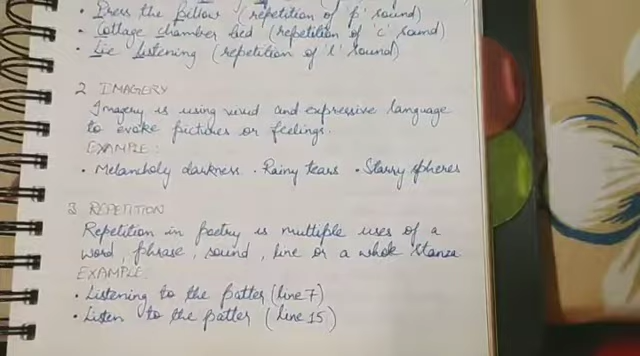 • Press the pillow (repetition of 'p' sound)
• Cottage chamber bed (repetition of 'c' sound)
• Lie listening (repetition of 'l' sound)
2 IMAGERY
Imagery is using vivid and expressive language
to evoke pictures or feelings.
EXAMPLE:
• Melancholy darkness • Rainy tears • Starry spheres
3 REPETITION
Repetition in poetry is multiple uses of a
word, phrase, sound, line or a whole stanza
EXAMPLE.
• Listening to the patter (line 7)
• Listen to the patter (line 15)